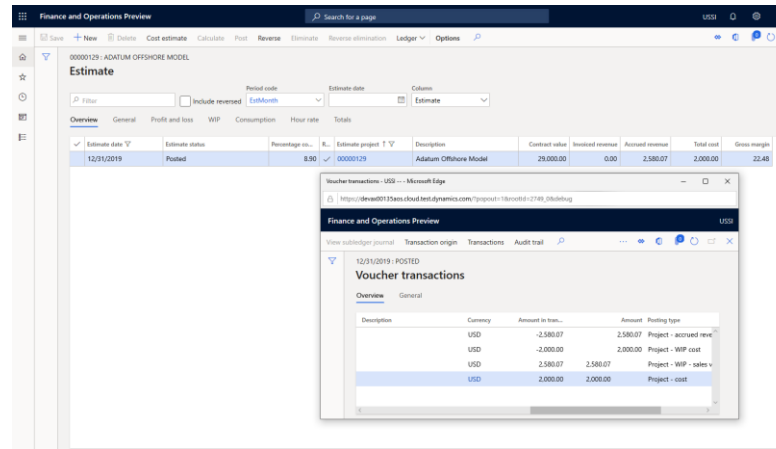 Finance and Operations Preview
Search for a page
USSI
Save New Delete Cost estimate Calculate Post Reverse Eliminate Reverse elimination Ledger Options
00000129 : ADATUM OFFSHORE MODEL
Estimate
Period code Estimate date Column
Filter Include reversed EstMonth Estimate
Overview General Profit and loss WIP Consumption Hour rate Totals
Estimate date Estimate status Percentage co... R... Estimate project Description Contract value Invoiced revenue Accrued revenue Total cost Gross margin
12/31/2019 Posted 8.90 00000129 Adatum Offshore Model 29,000.00 0.00 2,580.07 2,000.00 22.48
Voucher transactions - USSI -- - Microsoft Edge
Finance and Operations Preview USSI
View subledger journal Transaction origin Transactions Audit trail
12/31/2019 : POSTED
Voucher transactions
Overview General
Description Currency Amount in tran... Amount Posting type
USD -2,580.07 2,580.07 Project - accrued reve
USD -2,000.00 2,000.00 Project - WIP cost
USD 2,580.07 2,580.07 Project - WIP - sales v
USD 2,000.00 2,000.00 Project - cost